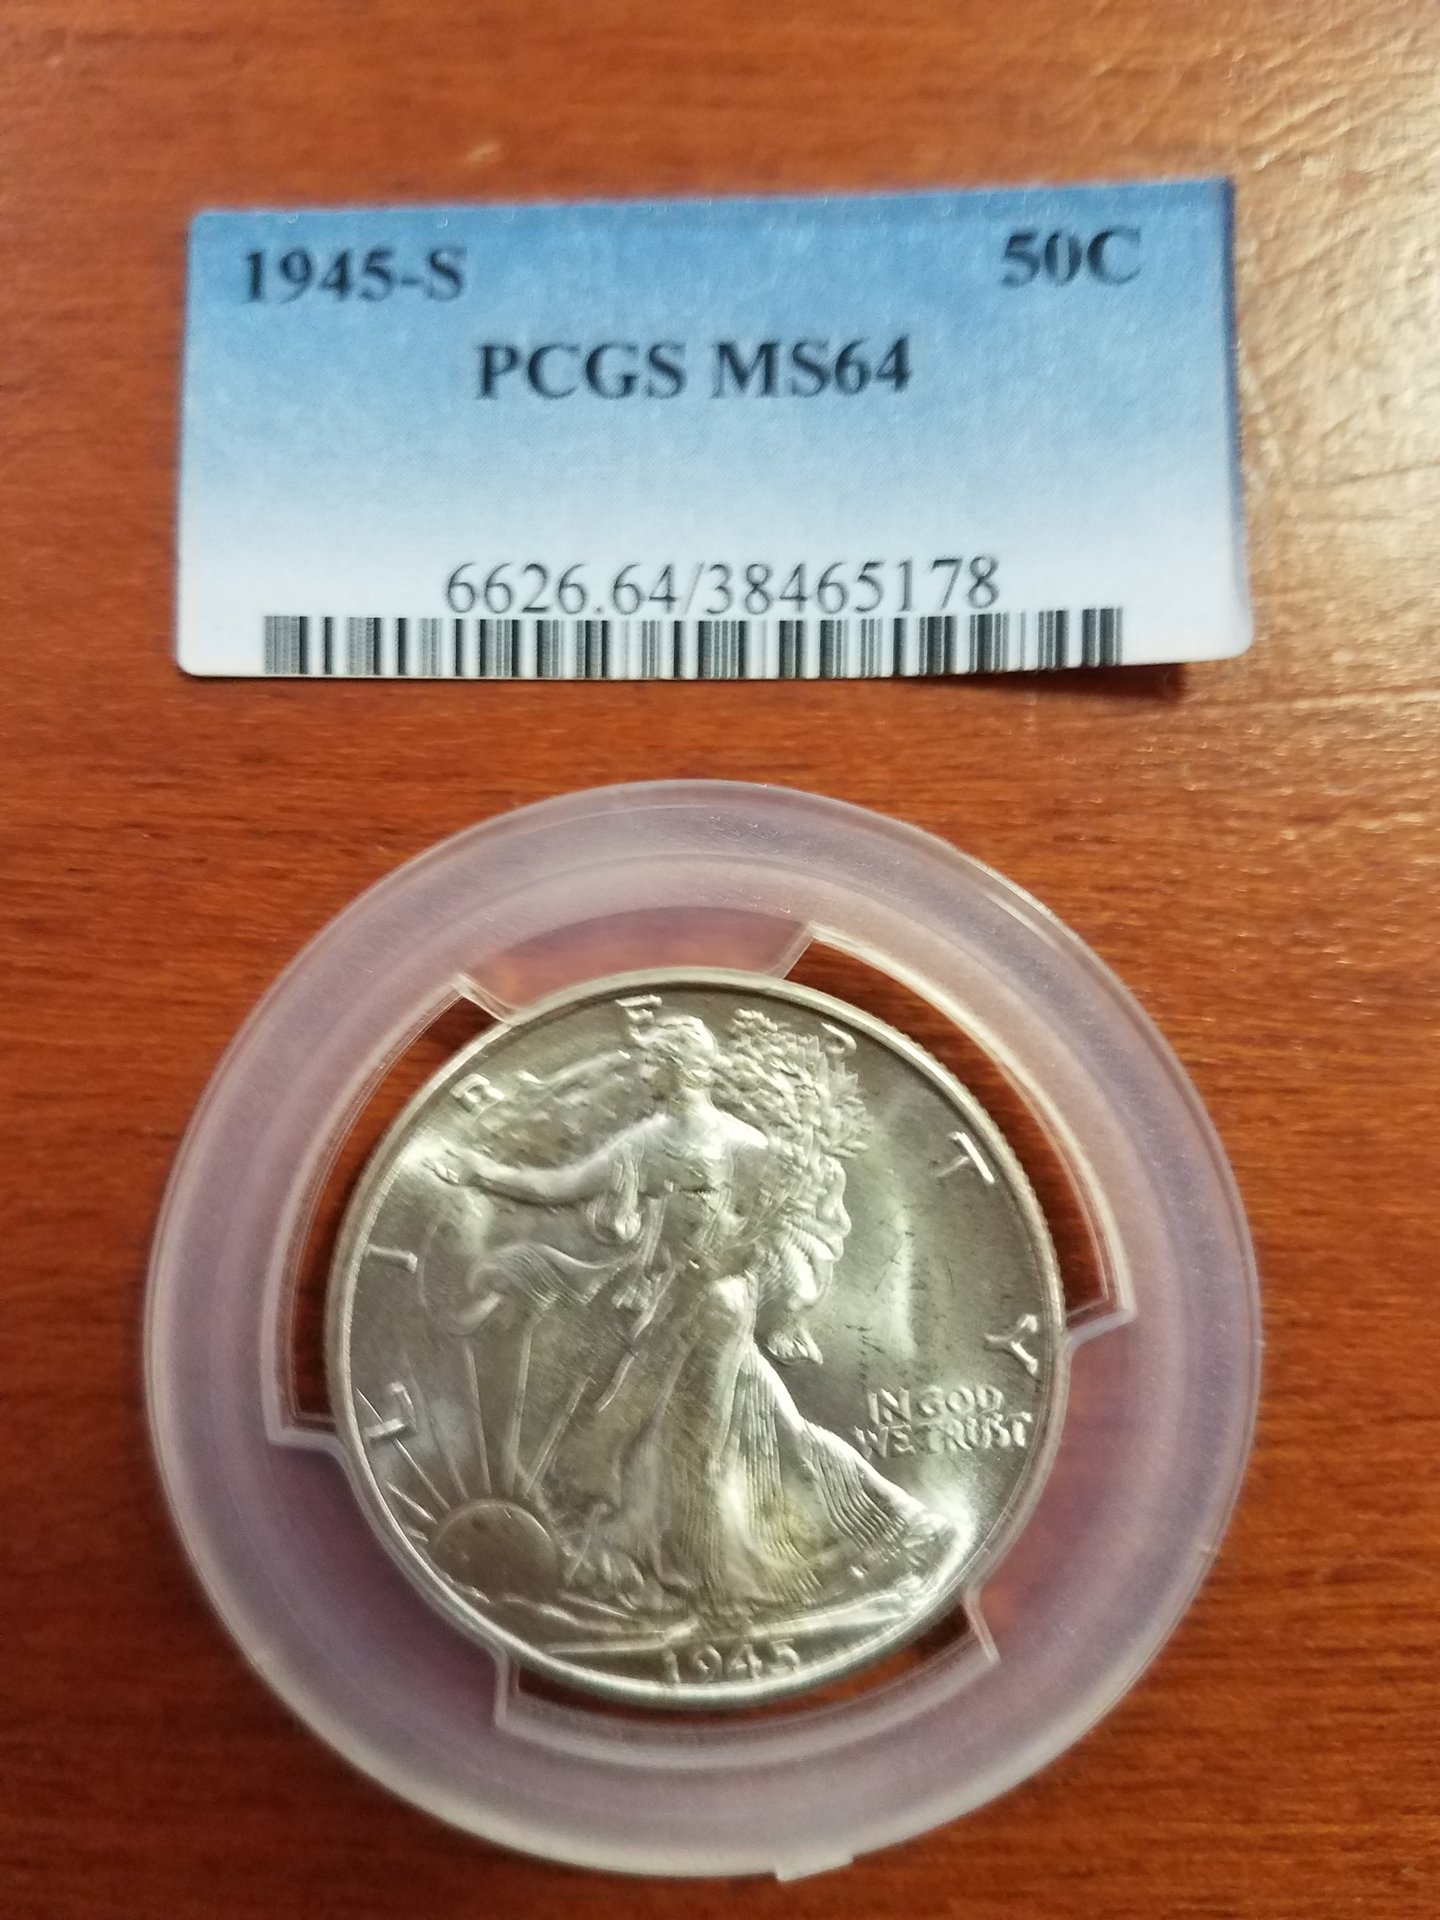 1945-S 50C
PCGS MS64
6626.64/38465178
LIBERTY
IN GOD
WE TRUST
1945